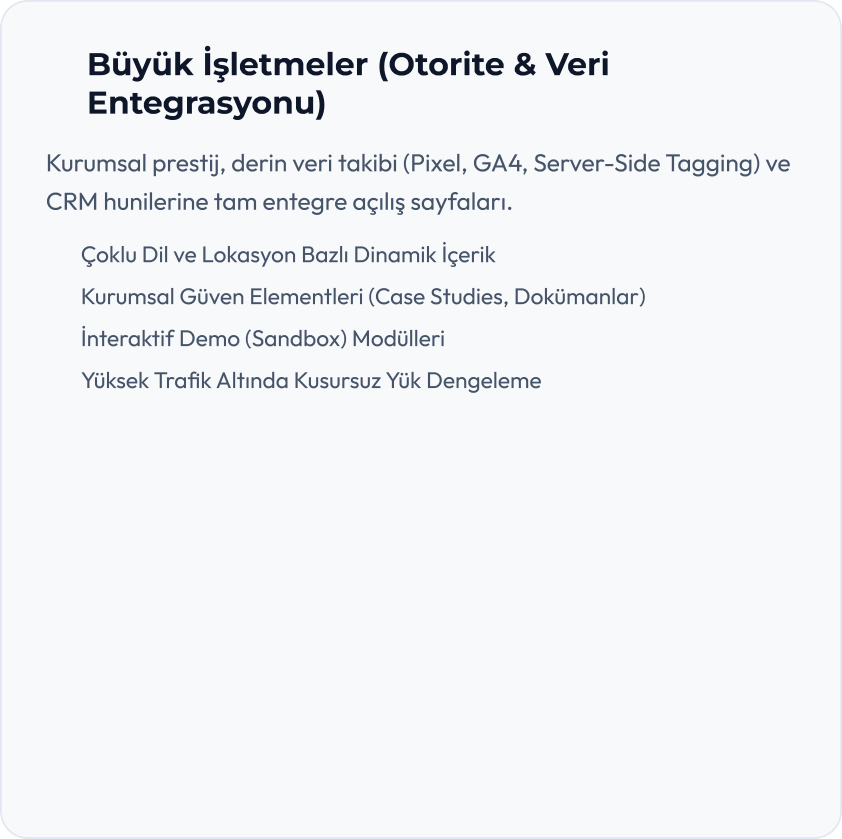 Büyük İşletmeler (Otorite & Veri
Entegrasyonu)
Kurumsal prestij, derin veri takibi (Pixel, GA4, Server-Side Tagging) ve
CRM hunilerine tam entegre açılış sayfaları.
Çoklu Dil ve Lokasyon Bazlı Dinamik İçerik
Kurumsal Güven Elementleri (Case Studies, Dokümanlar)
İnteraktif Demo (Sandbox) Modülleri
Yüksek Trafik Altında Kusursuz Yük Dengeleme